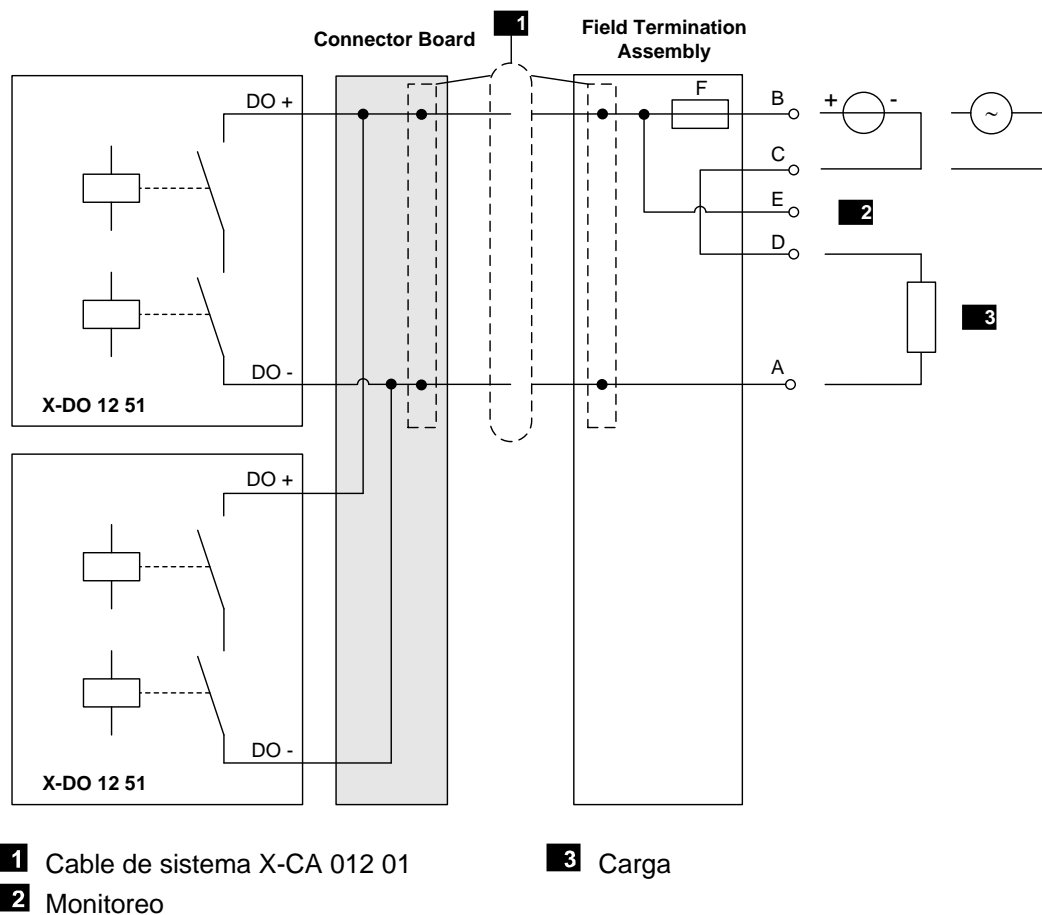 1
Connector Board
Field Termination
Assembly
DO +
F
B
+
-
~
C
E
2
D
3
A
DO -
X-DO 12 51
DO +
DO -
X-DO 12 51
1 Cable de sistema X-CA 012 01
2 Monitoreo
3 Carga